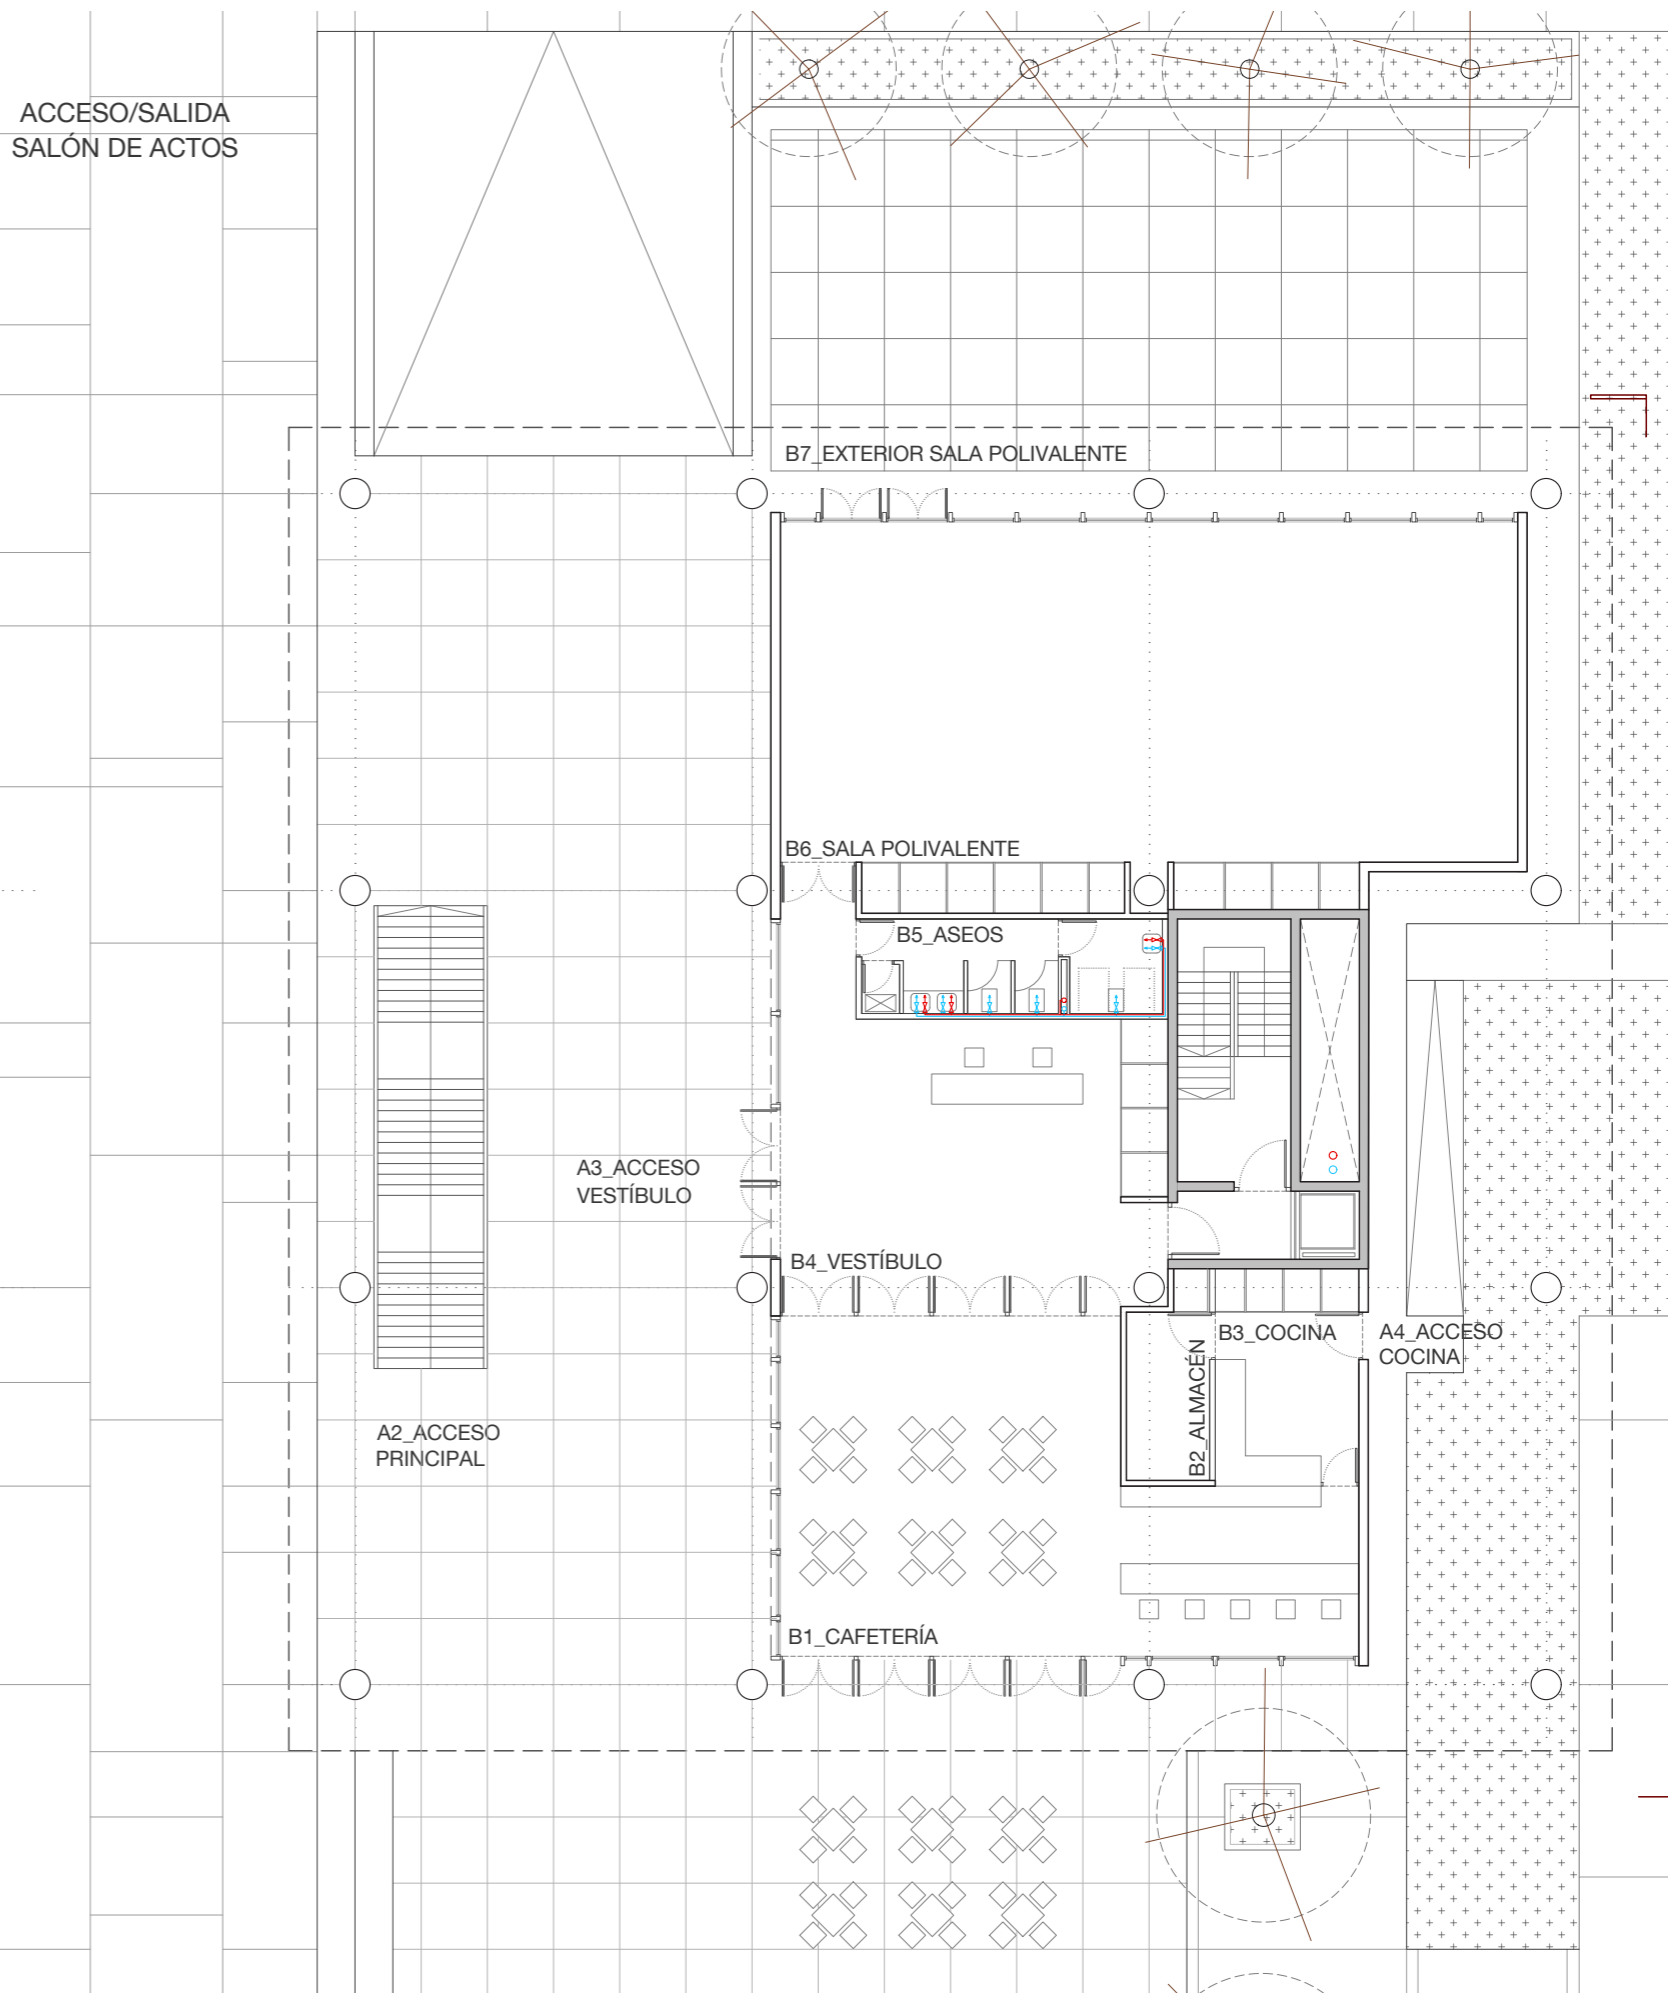 ACCESO/SALIDA
SALÓN DE ACTOS
B7_EXTERIOR SALA POLIVALENTE
B6_SALA POLIVALENTE
B5_ASEOS
A3_ACCESO
VESTÍBULO
B4_VESTÍBULO
B3_COCINA
A4_ACCESO
COCINA
B2_ALMACÉN
A2_ACCESO
PRINCIPAL
B1_CAFETERÍA